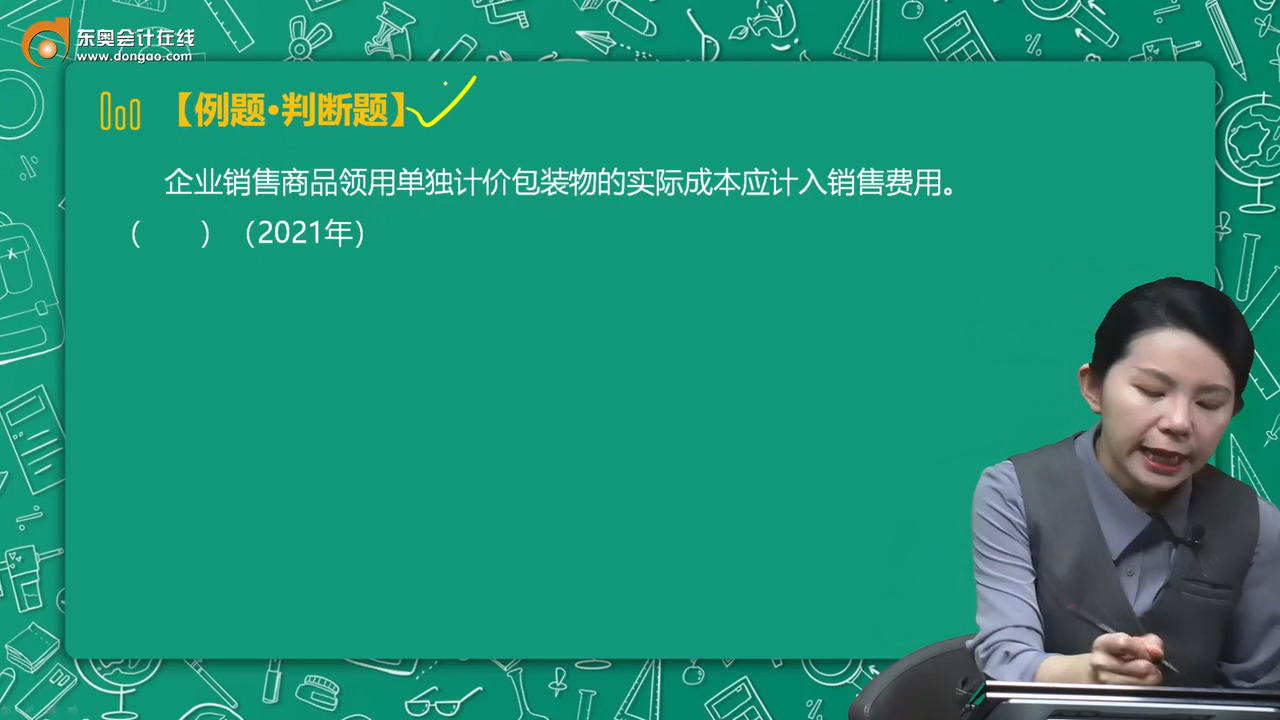 东奥会计在线
www.dongao.com
【例题•判断题】
企业销售商品领用单独计价包装物的实际成本应计入销售费用。
（　　）（2021年）